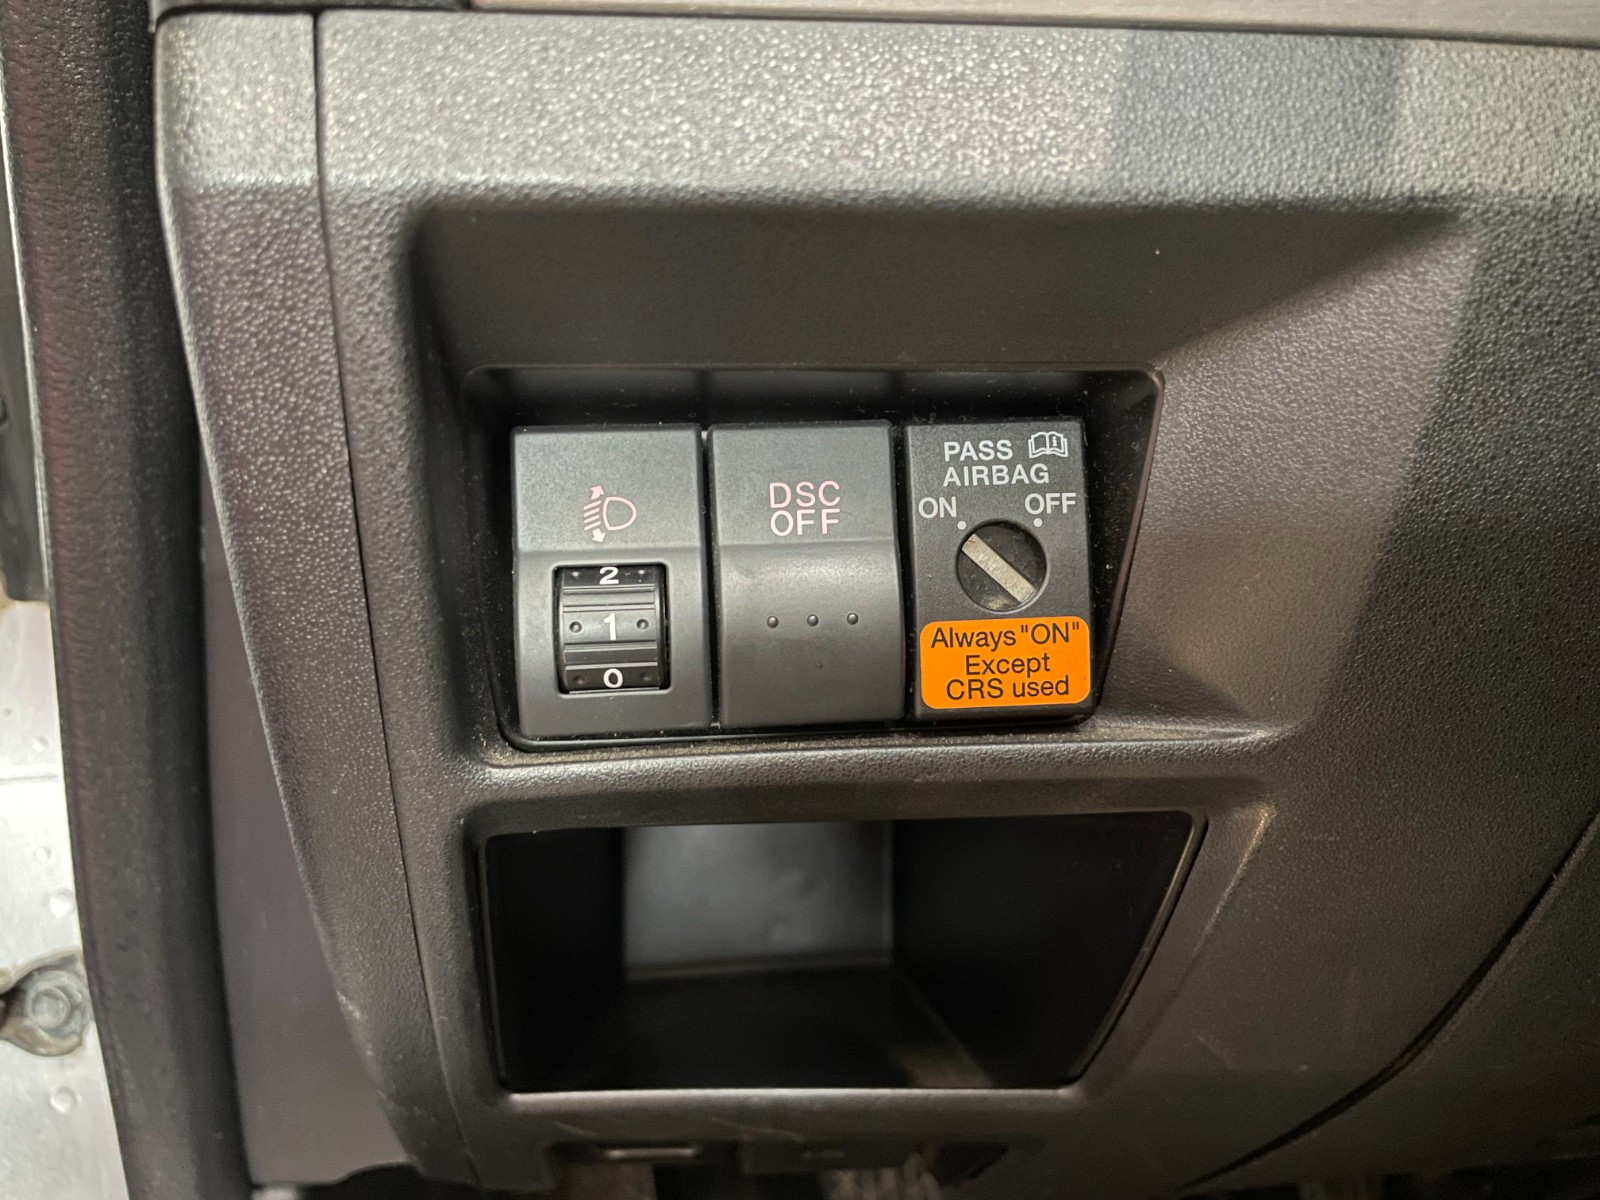 2
1
0
DSC
OFF
PASS
AIRBAG
ON OFF
Always "ON"
Except
CRS used